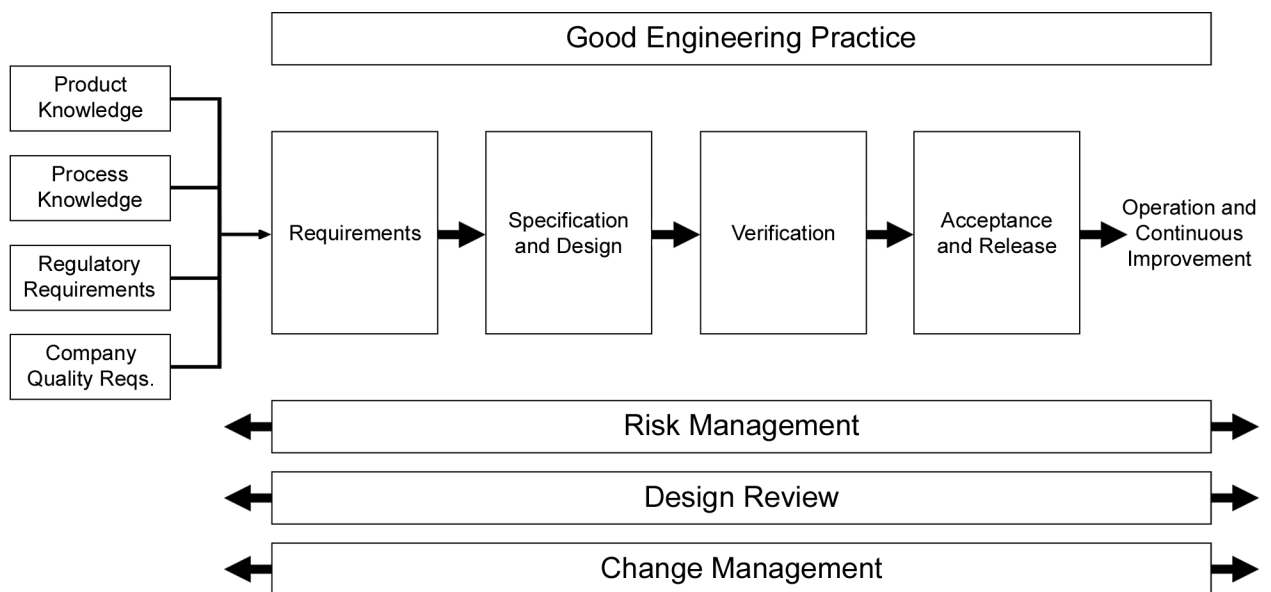 Good Engineering Practice
Product
Knowledge
Process
Knowledge
Regulatory
Requirements
Company
Quality Reqs.
Requirements
Specification
and Design
Verification
Acceptance
and Release
Operation and
Continuous
Improvement
Risk Management
Design Review
Change Management